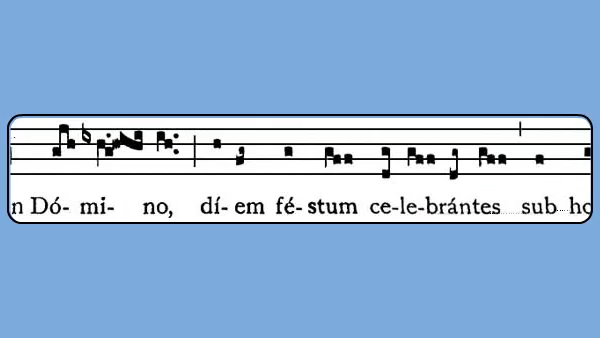 n Dó- mi- no, dí- em fé- stum ce-le-brántes sub ho